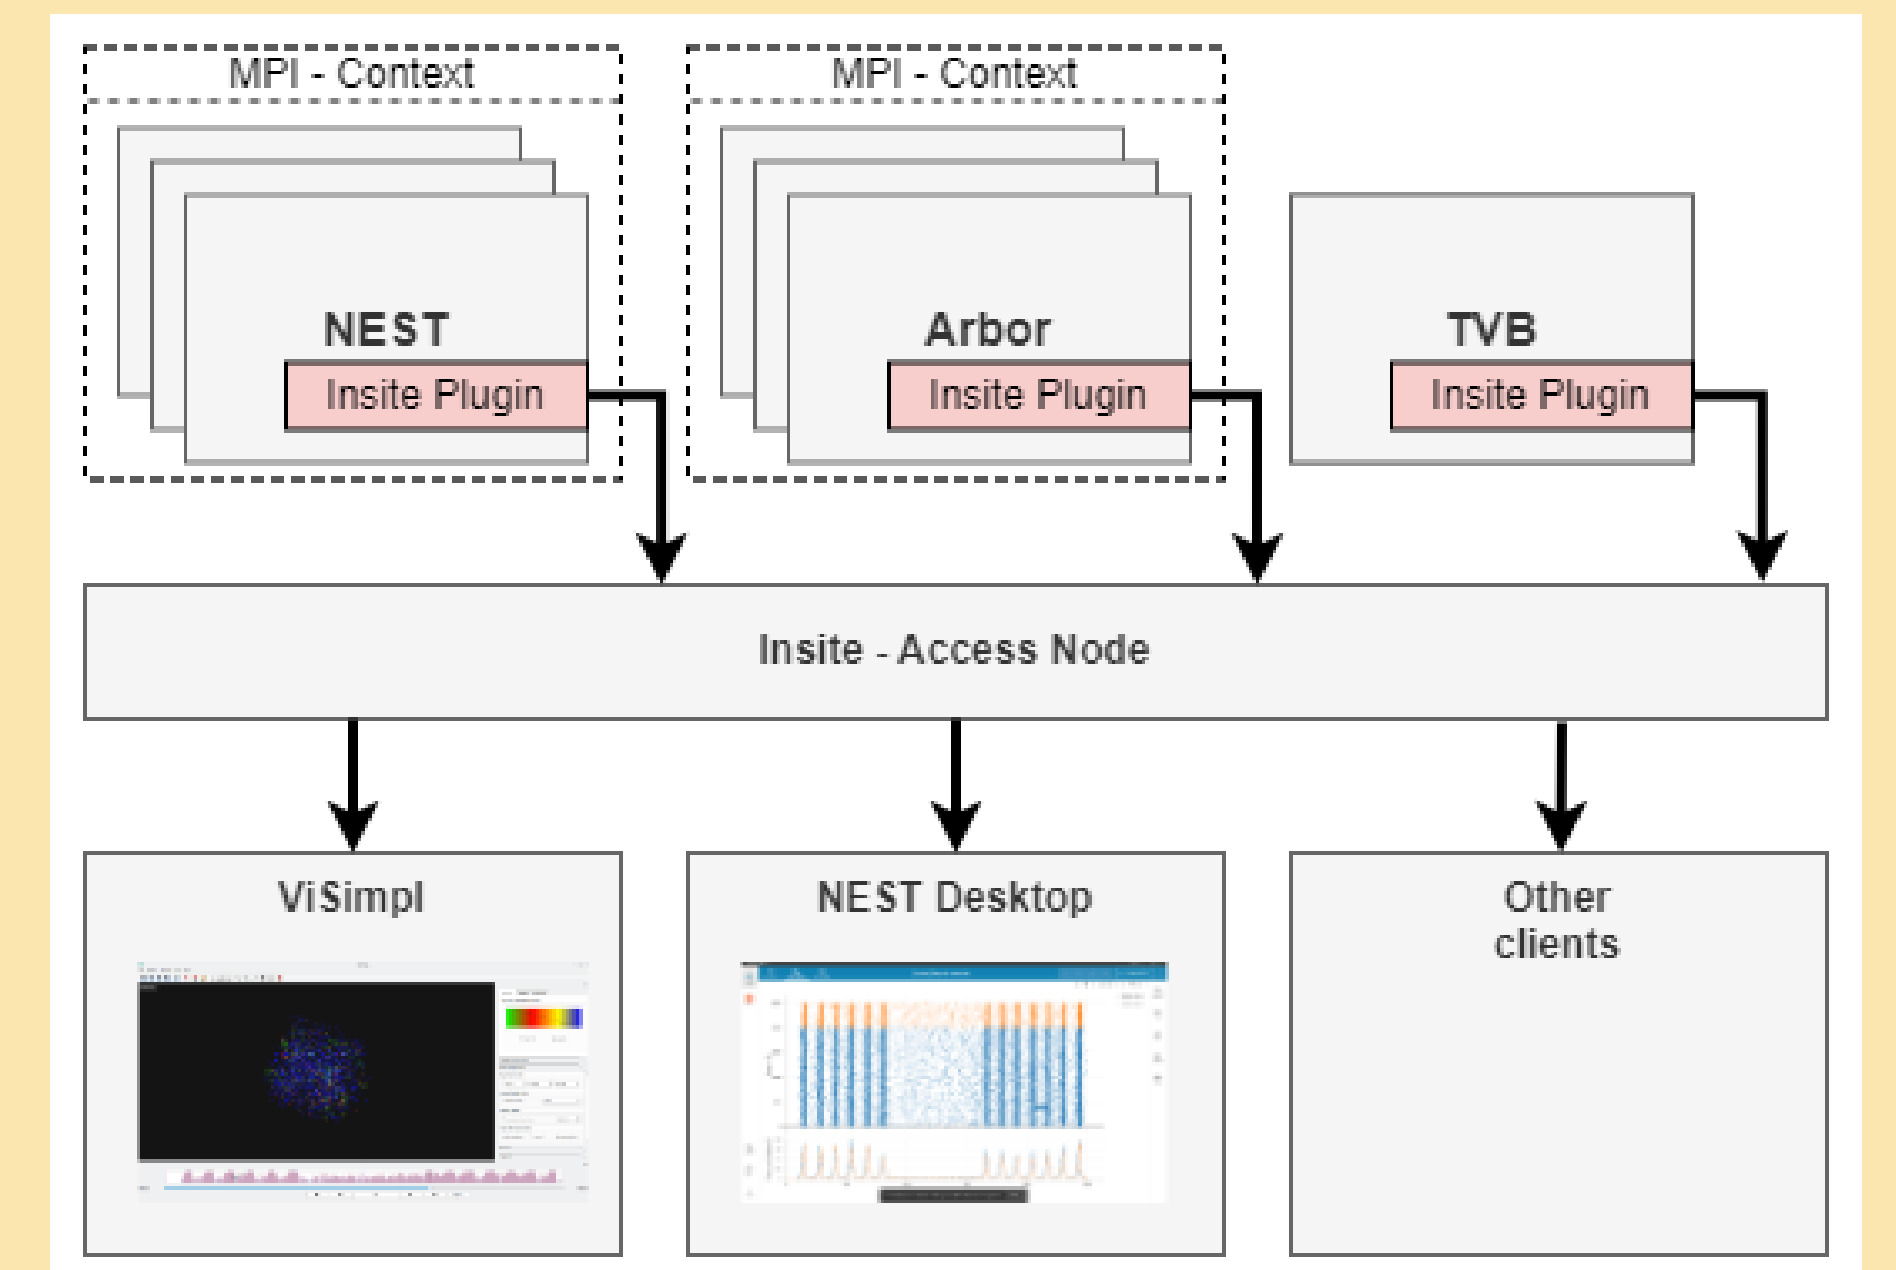 MPI - Context
MPI - Context
NEST
Insite Plugin
Arbor
Insite Plugin
TVB
Insite Plugin
Insite - Access Node
ViSimpl
NEST Desktop
Other
clients